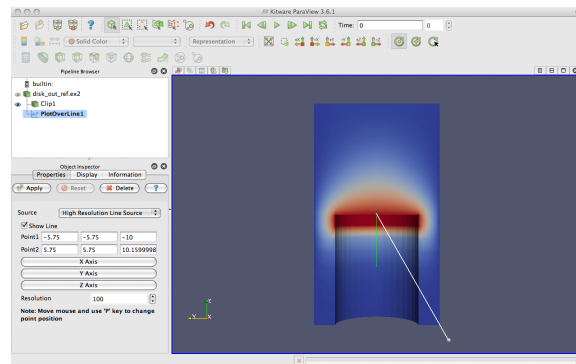 Kitware ParaView 3.6.1
Time: 0 0
Solid Color Representation
Pipeline Browser
builtin:
disk_out_ref.ex2
Clip1
PlotOverLine1
Object Inspector
Properties Display Information
Apply Reset Delete ?
Source High Resolution Line Source
Show Line
Point1 -5.75 -5.75 -10
Point2 5.75 5.75 10.1599998
X Axis
Y Axis
Z Axis
Resolution 100
Note: Move mouse and use 'P' key to change
point position
Z
Y X